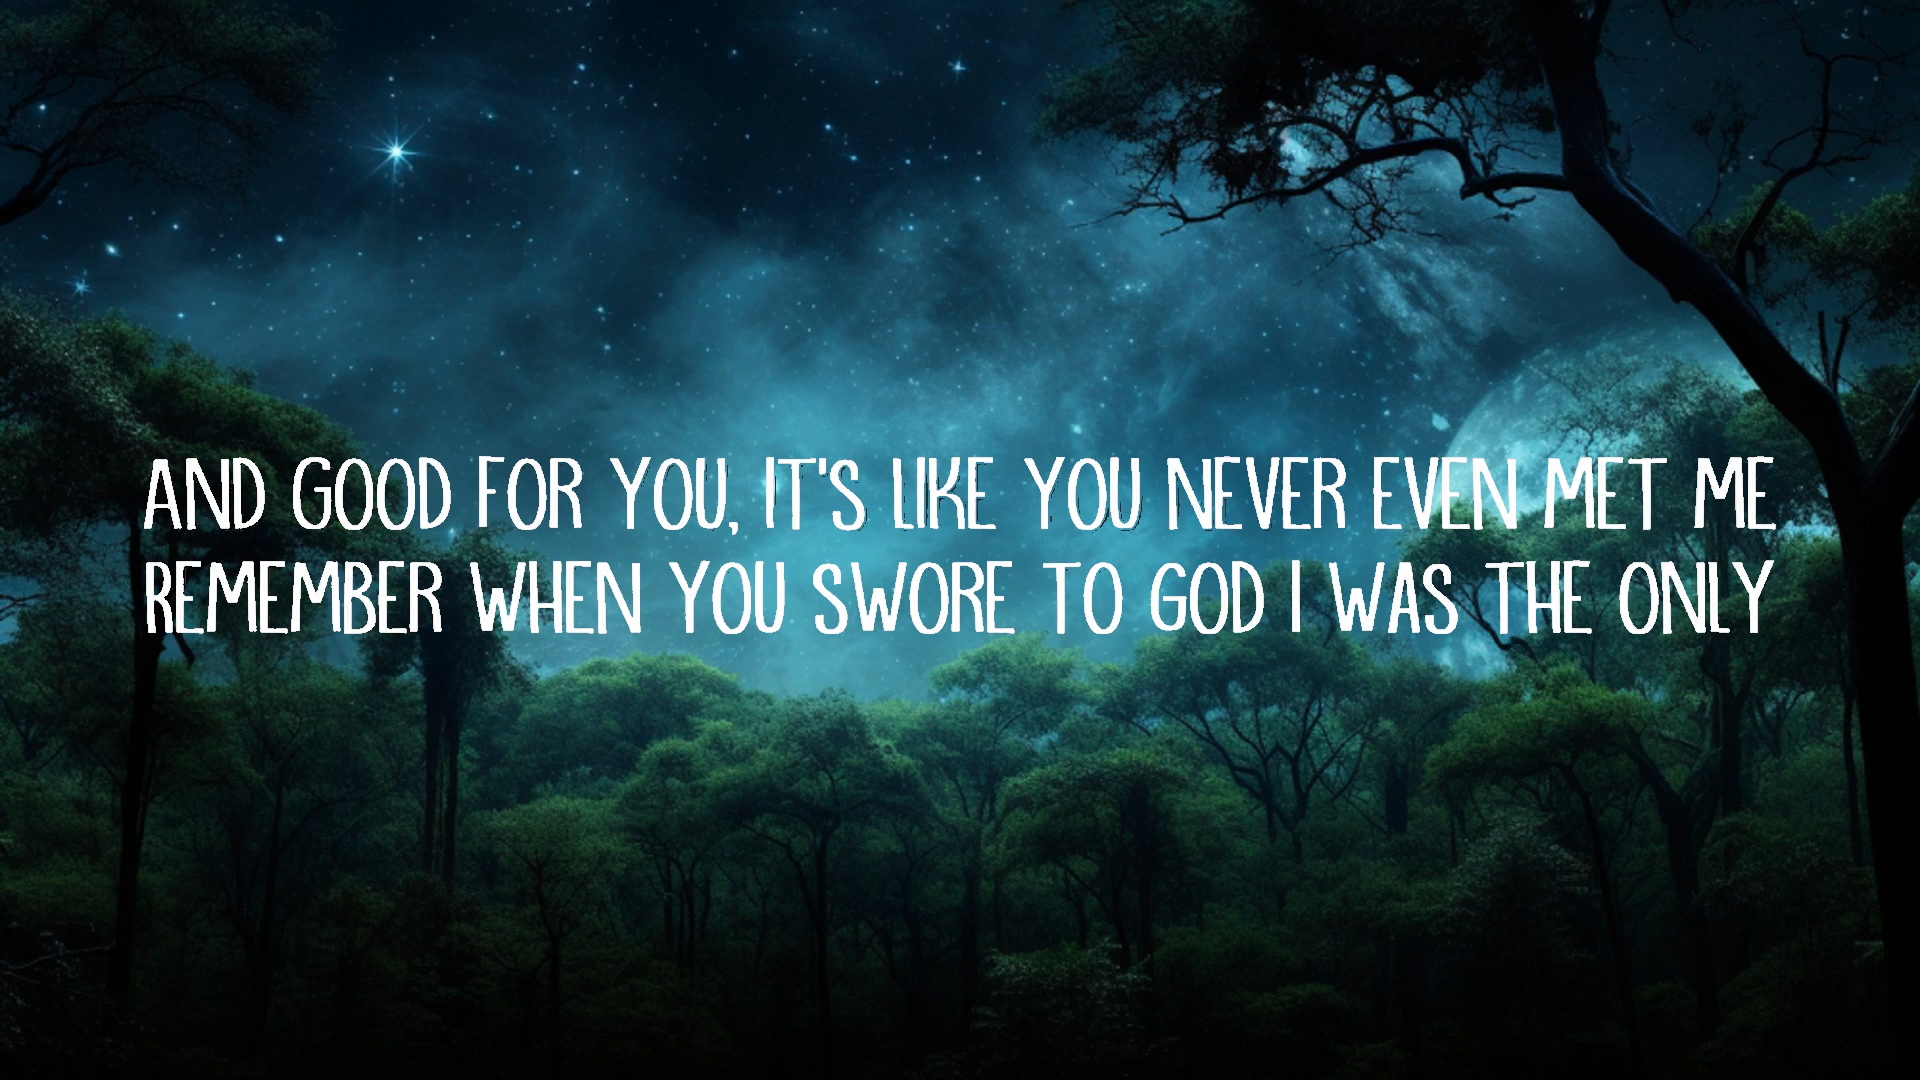 AND GOOD FOR YOU, IT'S LIKE YOU NEVER EVEN MET ME
REMEMBER WHEN YOU SWORE TO GOD I WAS THE ONLY